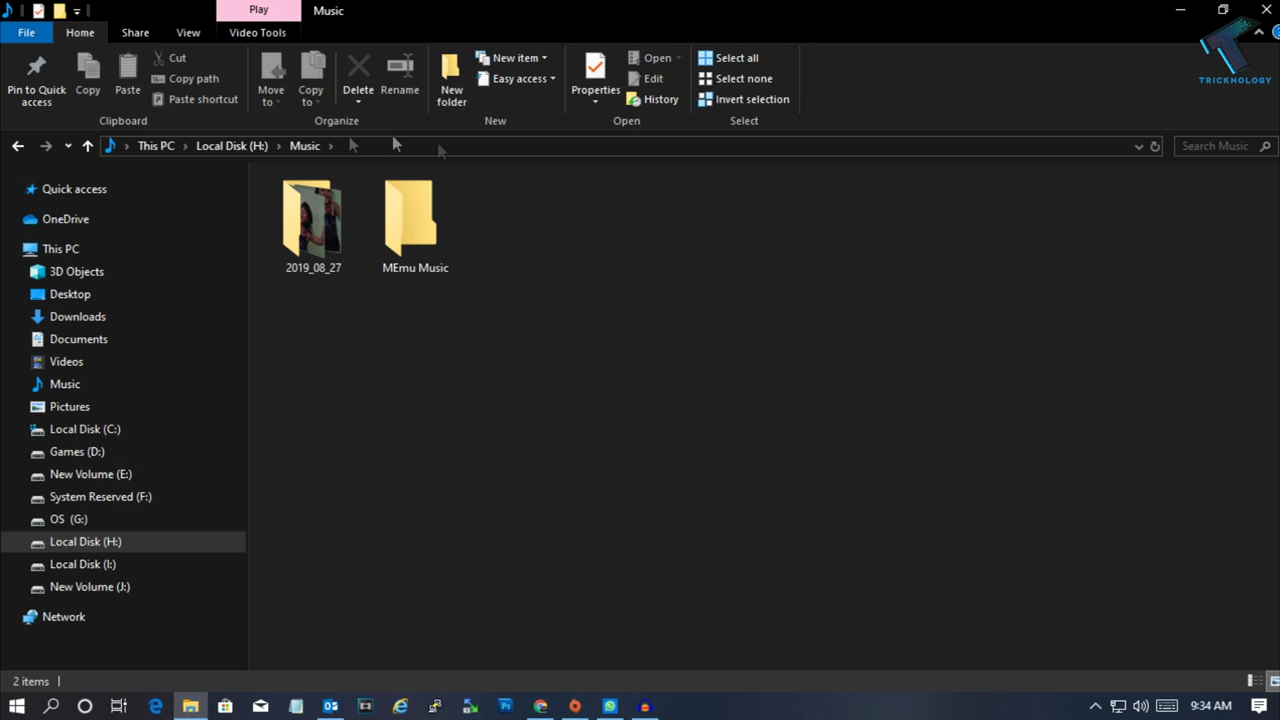 Play
Music
File
Home
Share
View
Video Tools
Pin to Quick
access
Copy
Paste
Cut
Copy path
Paste shortcut
Move
to
Copy
to
Delete
Rename
New
folder
New item
Easy access
Properties
Open
Edit
History
Select all
Select none
Invert selection
Clipboard
Organize
New
Open
Select
TRICKNOLOGY
This PC
Local Disk (H:)
Music
Search Music
Quick access
OneDrive
This PC
3D Objects
Desktop
Downloads
Documents
Videos
Music
Pictures
Local Disk (C:)
Games (D:)
New Volume (E:)
System Reserved (F:)
OS (G:)
Local Disk (H:)
Local Disk (I:)
New Volume (J:)
Network
2019_08_27
MEmu Music
2 items
9:34 AM